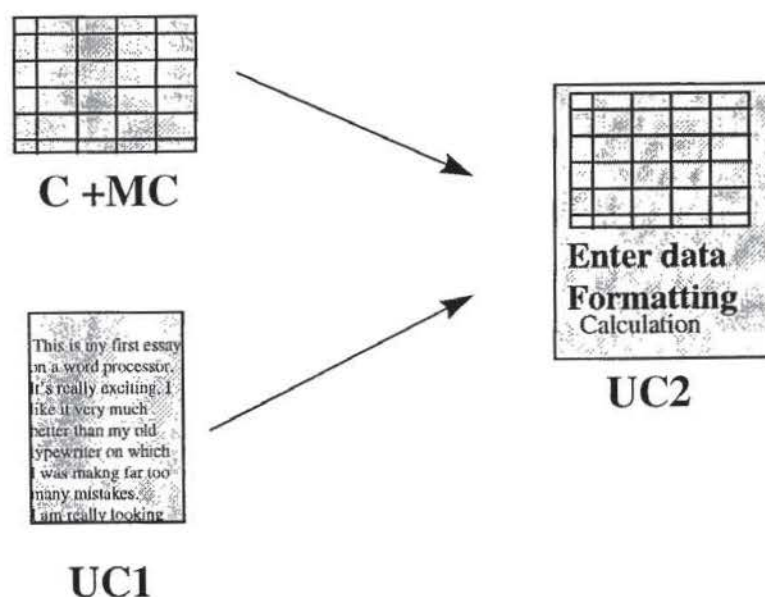 C +MC
This is my first essay
on a word processor.
It's really exciting. I
like it very much
better than my old
typewriter on which
I was makng far too
many mistakes.
I am really looking
UC1
Enter data
Formatting
Calculation
UC2